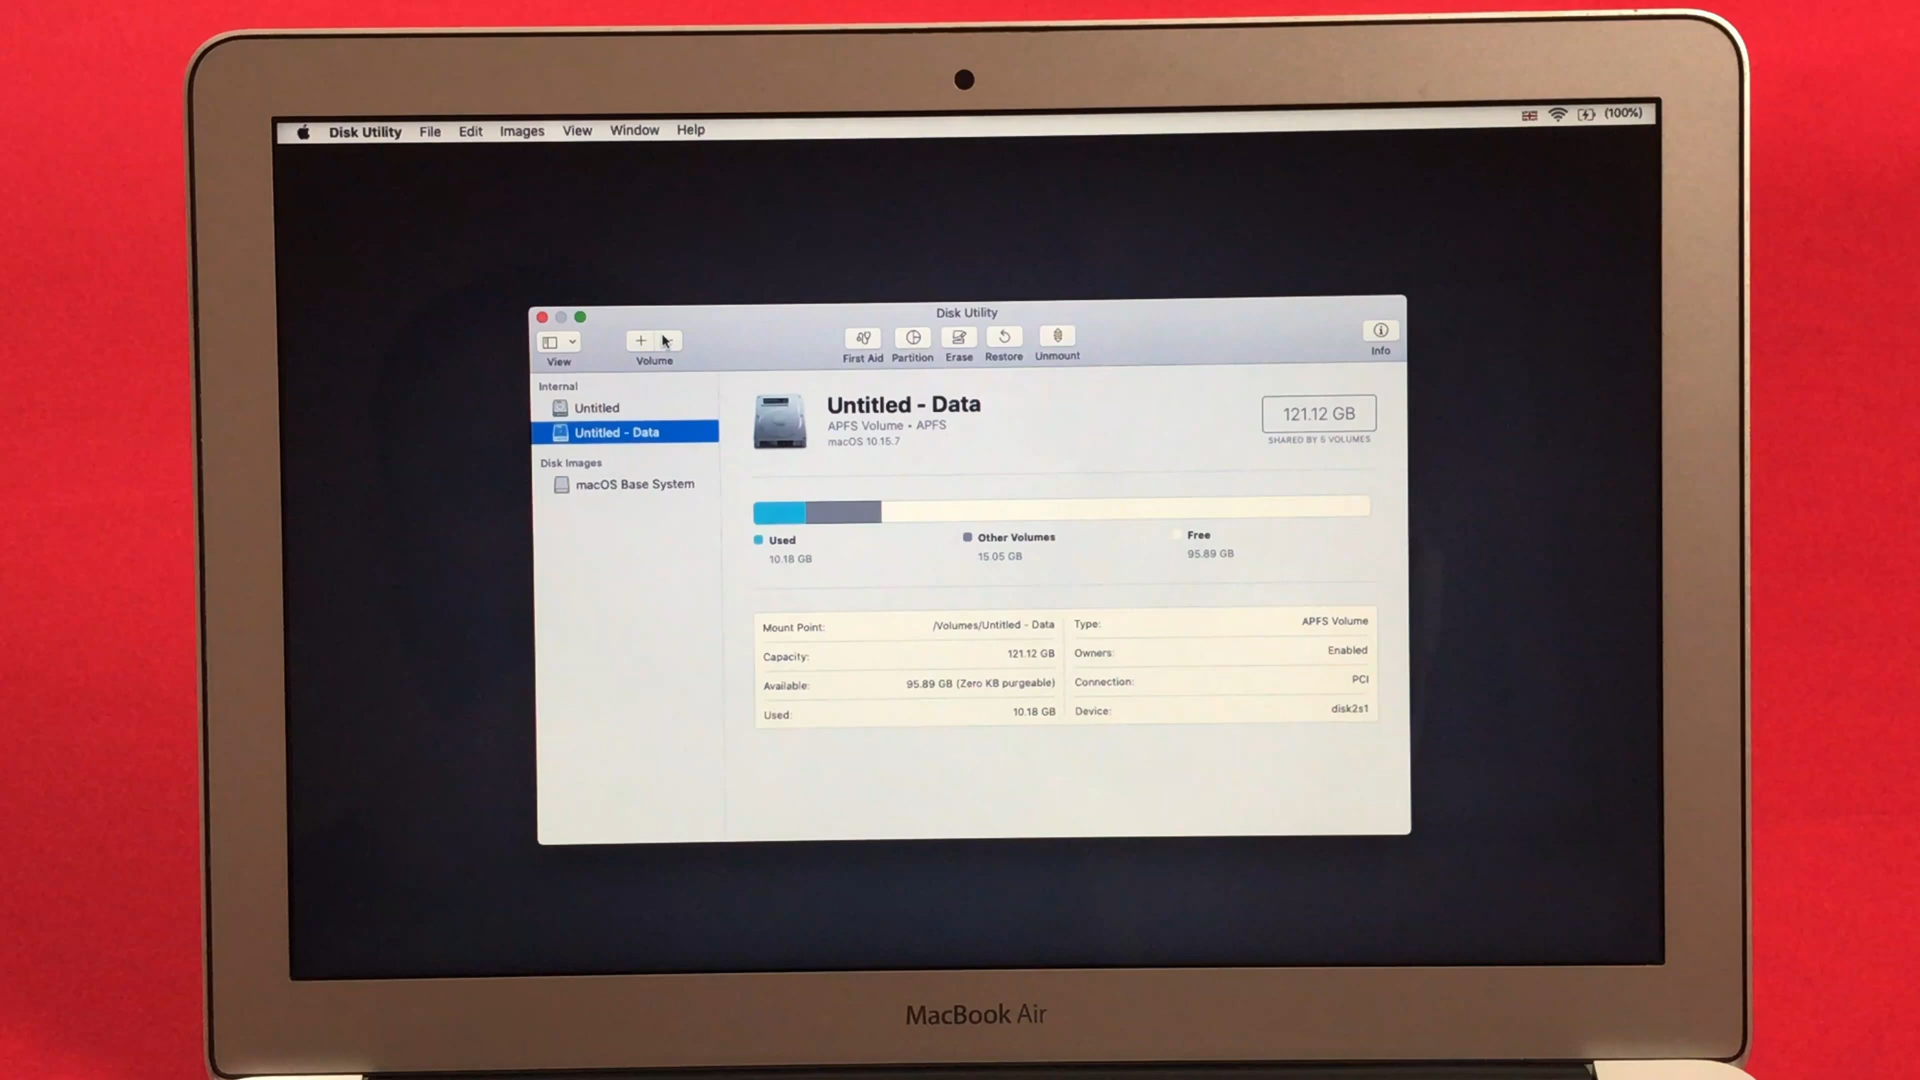 Disk Utility File Edit Images View Window Help (100%)
Disk Utility
View Volume First Aid Partition Erase Restore Unmount Info
Internal
Untitled
Untitled - Data
Disk Images
macOS Base System
Untitled - Data
APFS Volume • APFS
macOS 10.15.7
121.12 GB
SHARED BY 5 VOLUMES
Used
10.18 GB
Other Volumes
15.05 GB
Free
95.89 GB
Mount Point: /Volumes/Untitled - Data
Capacity: 121.12 GB
Available: 95.89 GB (Zero KB purgeable)
Used: 10.18 GB
Type: APFS Volume
Owners: Enabled
Connection: PCI
Device: disk2s1
MacBook Air